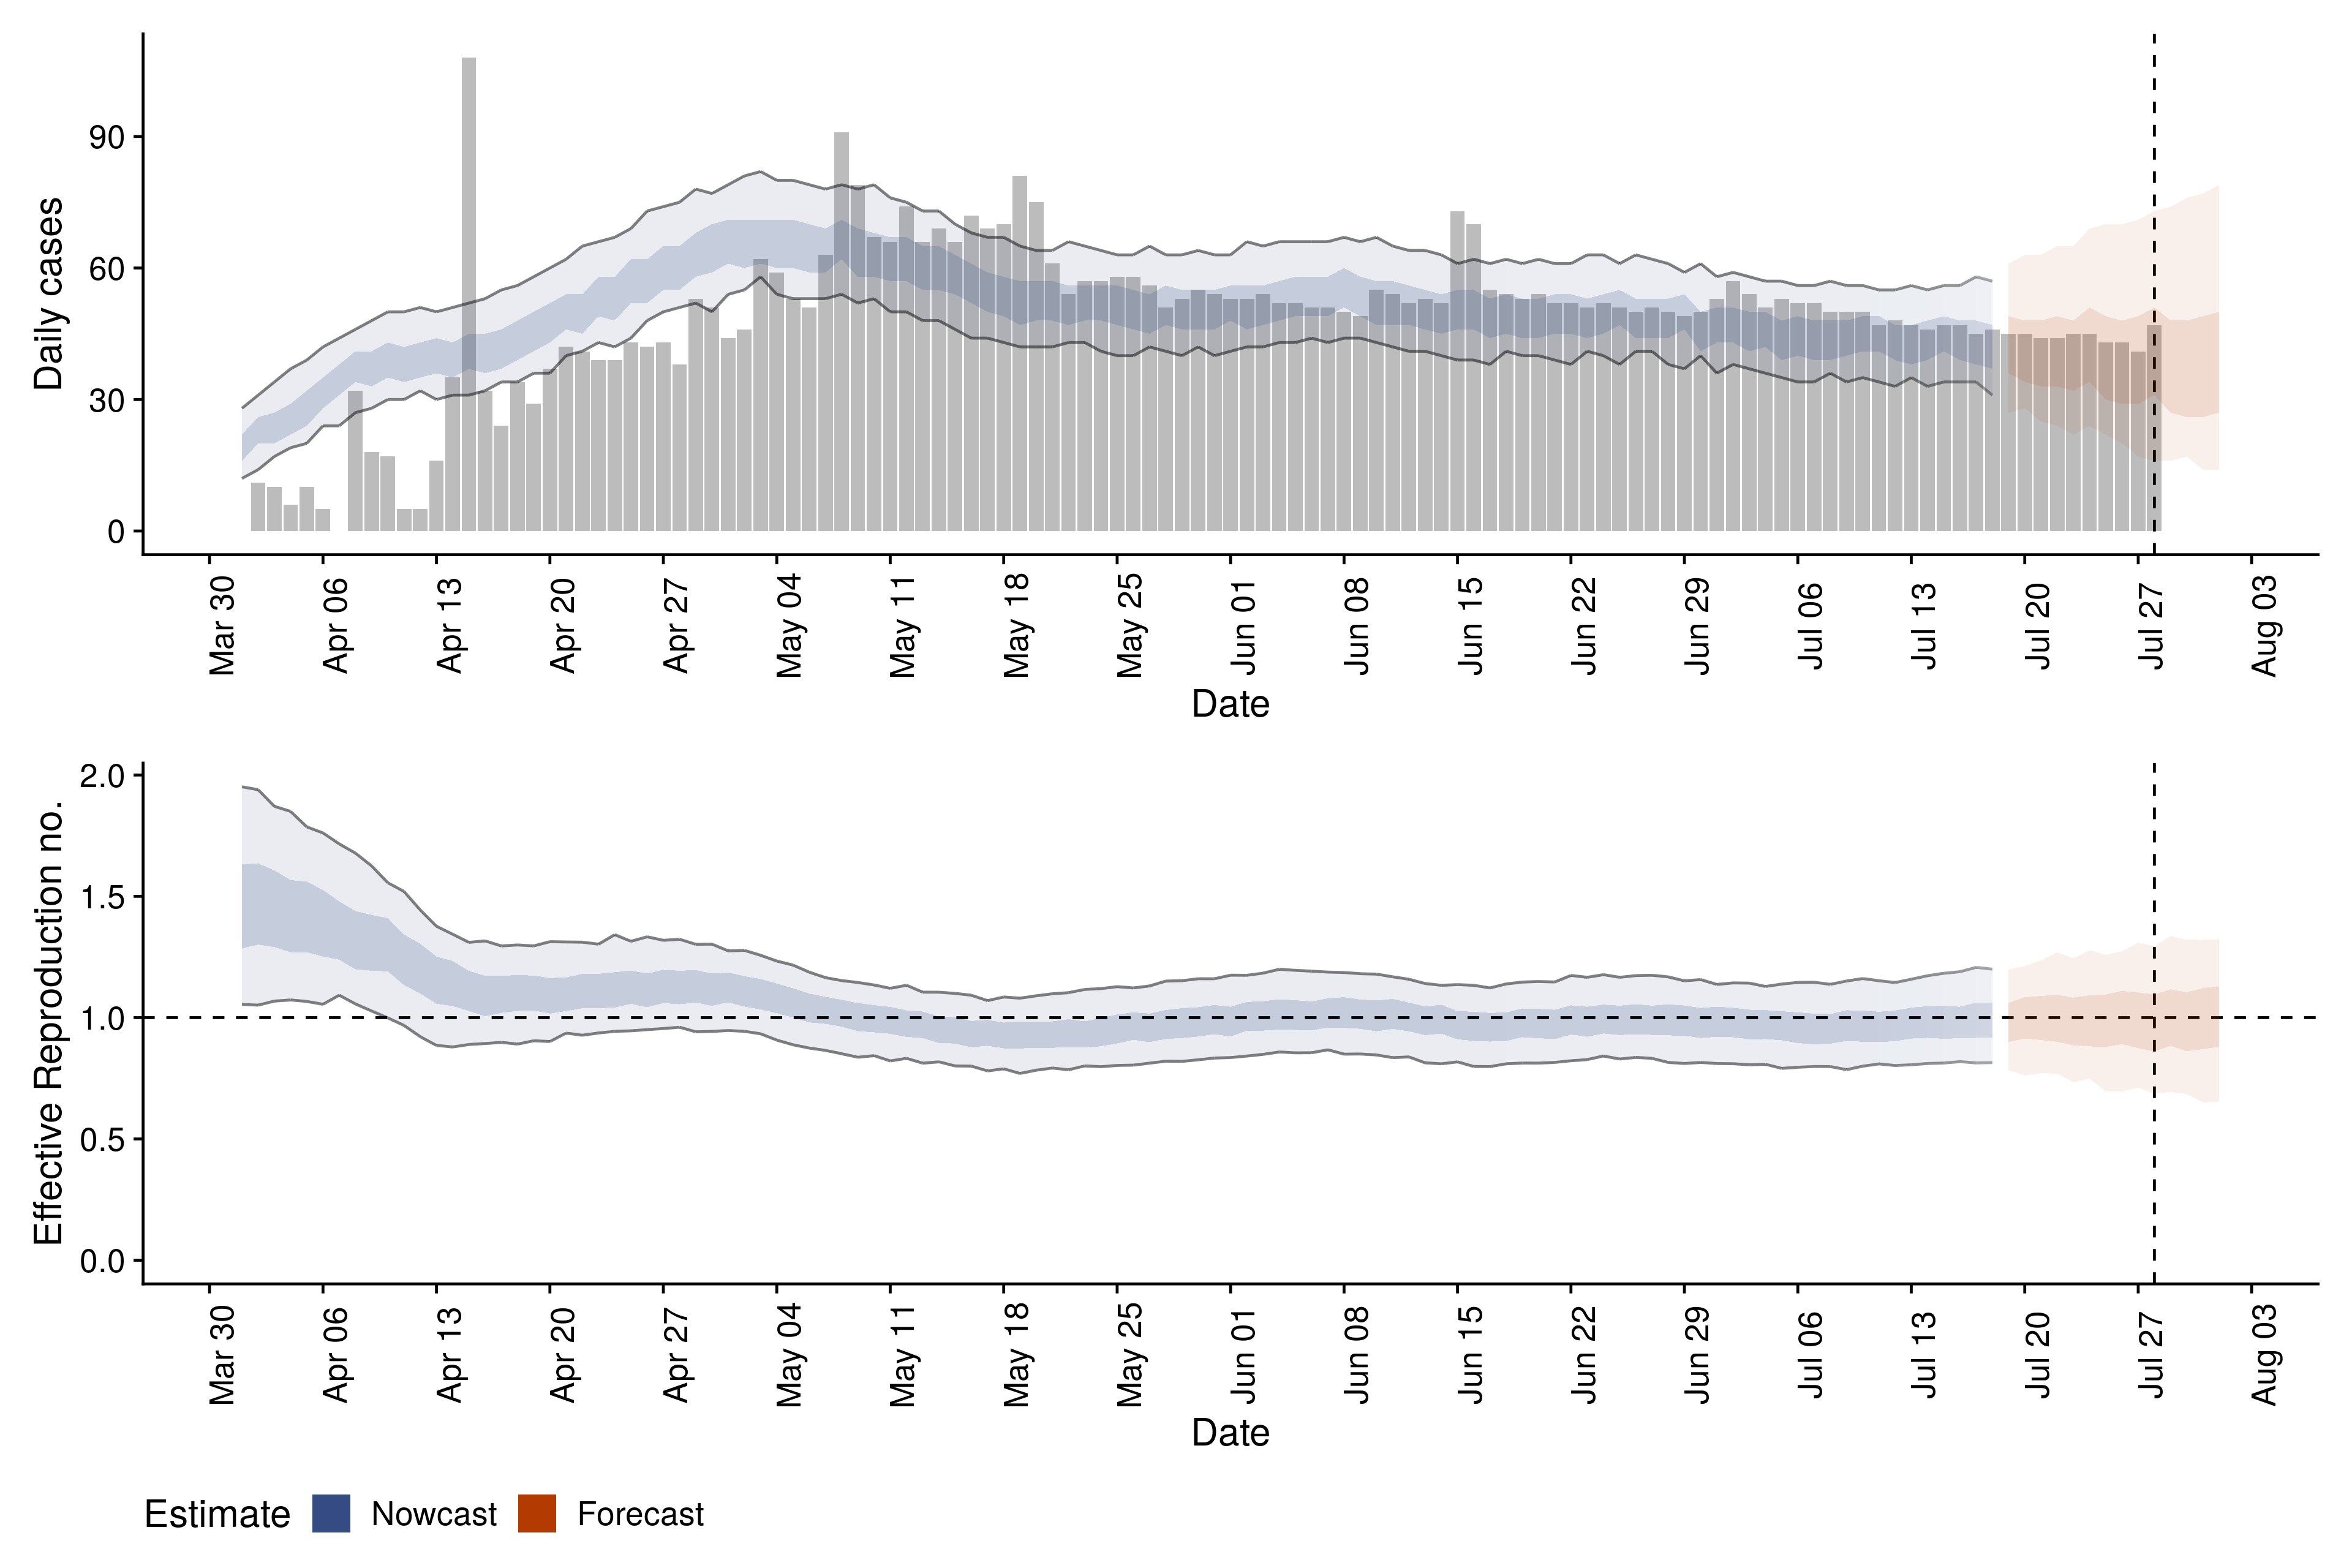 Daily cases
90
60
30
0
Mar 30
Apr 06
Apr 13
Apr 20
Apr 27
May 04
May 11
May 18
May 25
Jun 01
Jun 08
Jun 15
Jun 22
Jun 29
Jul 06
Jul 13
Jul 20
Jul 27
Aug 03
Date
Effective Reproduction no.
2.0
1.5
1.0
0.5
0.0
Mar 30
Apr 06
Apr 13
Apr 20
Apr 27
May 04
May 11
May 18
May 25
Jun 01
Jun 08
Jun 15
Jun 22
Jun 29
Jul 06
Jul 13
Jul 20
Jul 27
Aug 03
Date
Estimate Nowcast Forecast